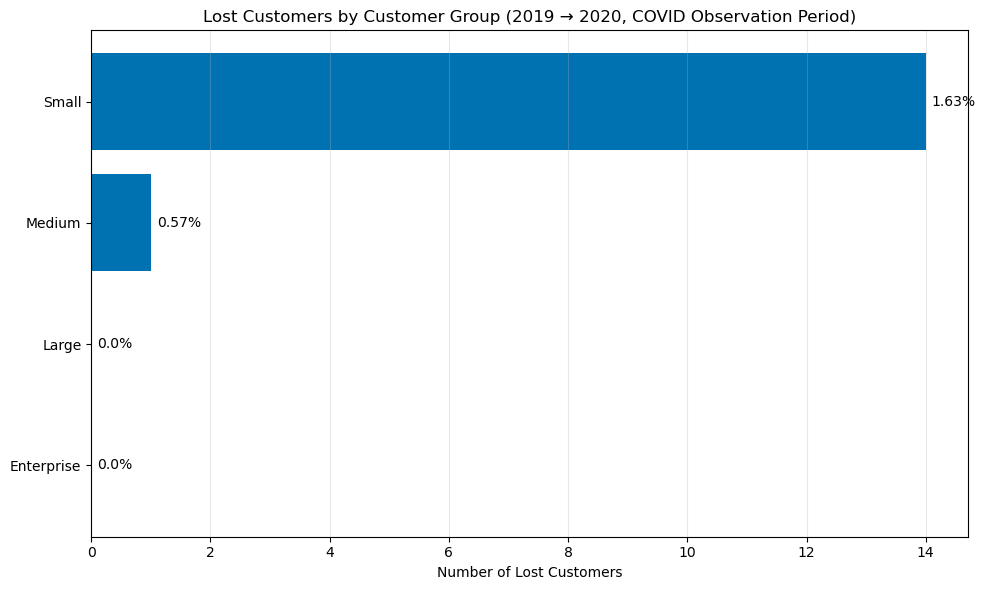 Lost Customers by Customer Group (2019 → 2020, COVID Observation Period)
Small
1.63%
Medium
0.57%
Large
0.0%
Enterprise
0.0%
0 2 4 6 8 10 12 14
Number of Lost Customers